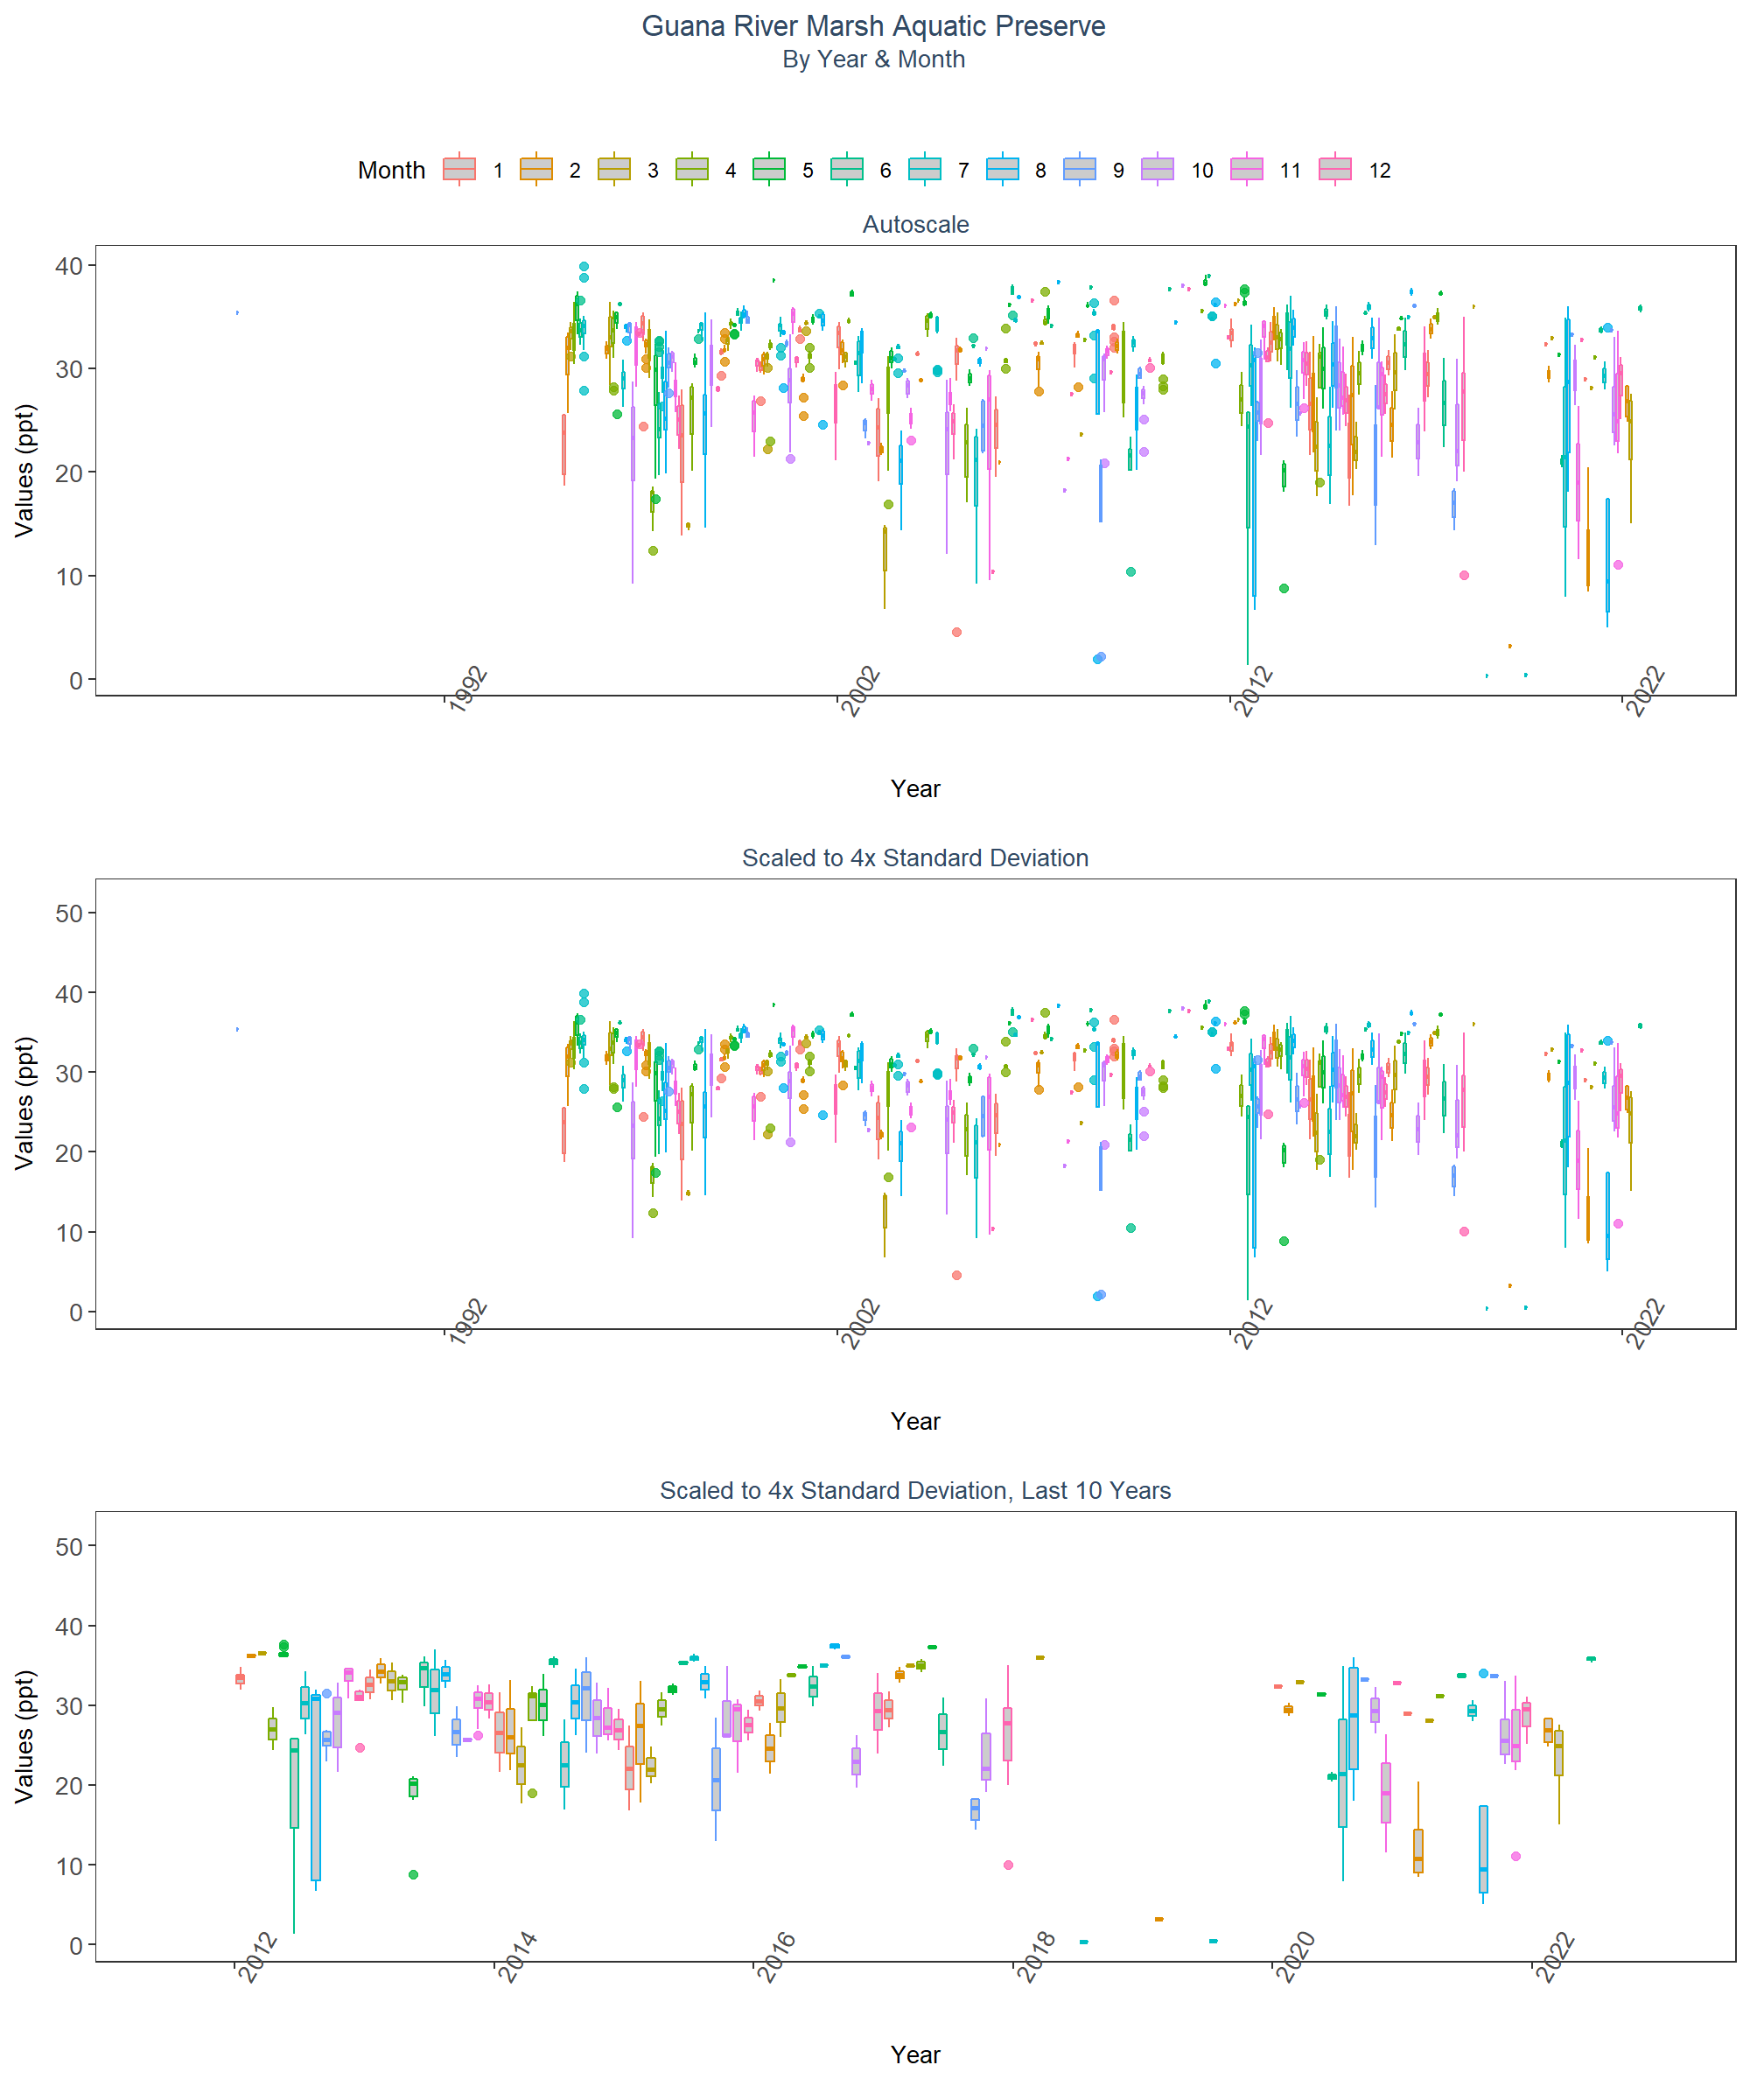 Guana River Marsh Aquatic Preserve
By Year & Month
Month 1 2 3 4 5 6 7 8 9 10 11 12
Autoscale
Values (ppt)
40
30
20
10
0
1992 2002 2012 2022
Year
Scaled to 4x Standard Deviation
Values (ppt)
50
40
30
20
10
0
1992 2002 2012 2022
Year
Scaled to 4x Standard Deviation, Last 10 Years
Values (ppt)
50
40
30
20
10
0
2012 2014 2016 2018 2020 2022
Year